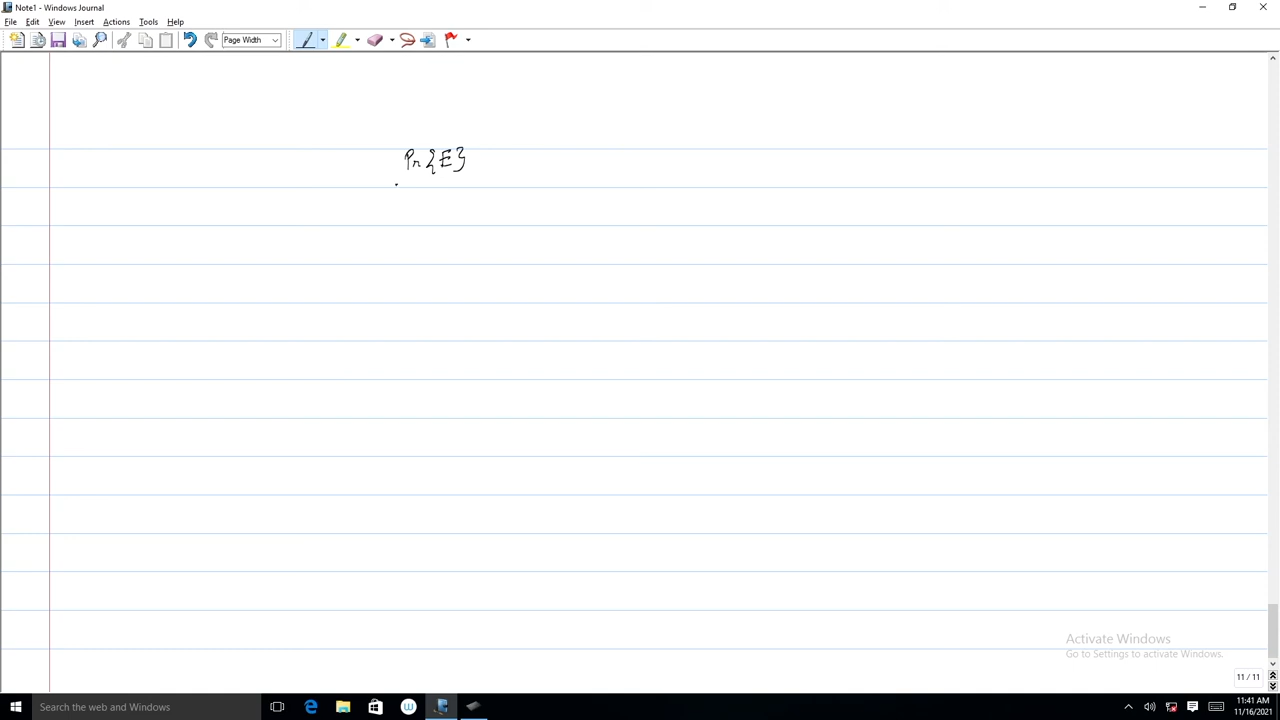 Note1 - Windows Journal
File Edit View Insert Actions Tools Help
Page Width
Pr{E}
Activate Windows
Go to Settings to activate Windows.
11 / 11
Search the web and Windows
11:41 AM
11/16/2021